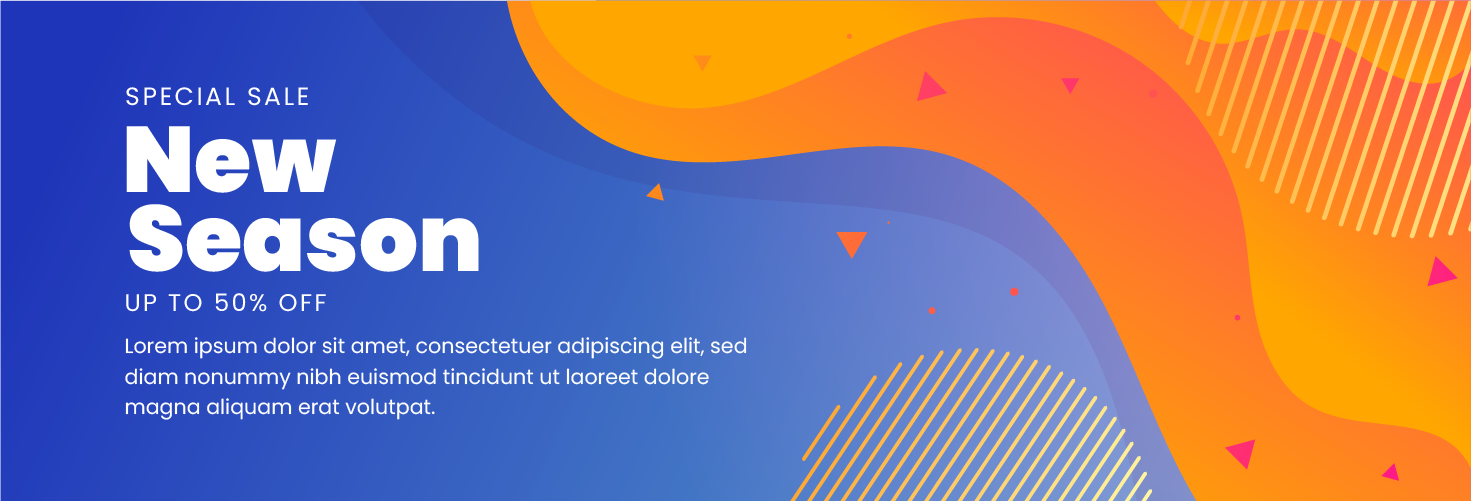 SPECIAL SALE
New
Season
UP TO 50% OFF
Lorem ipsum dolor sit amet, consectetuer adipiscing elit, sed
diam nonummy nibh euismod tincidunt ut laoreet dolore
magna aliquam erat volutpat.